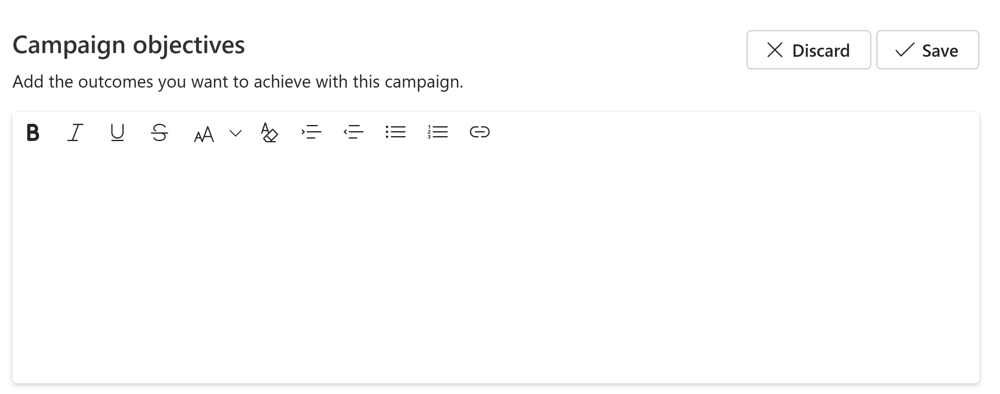 Campaign objectives
Discard
Save
Add the outcomes you want to achieve with this campaign.